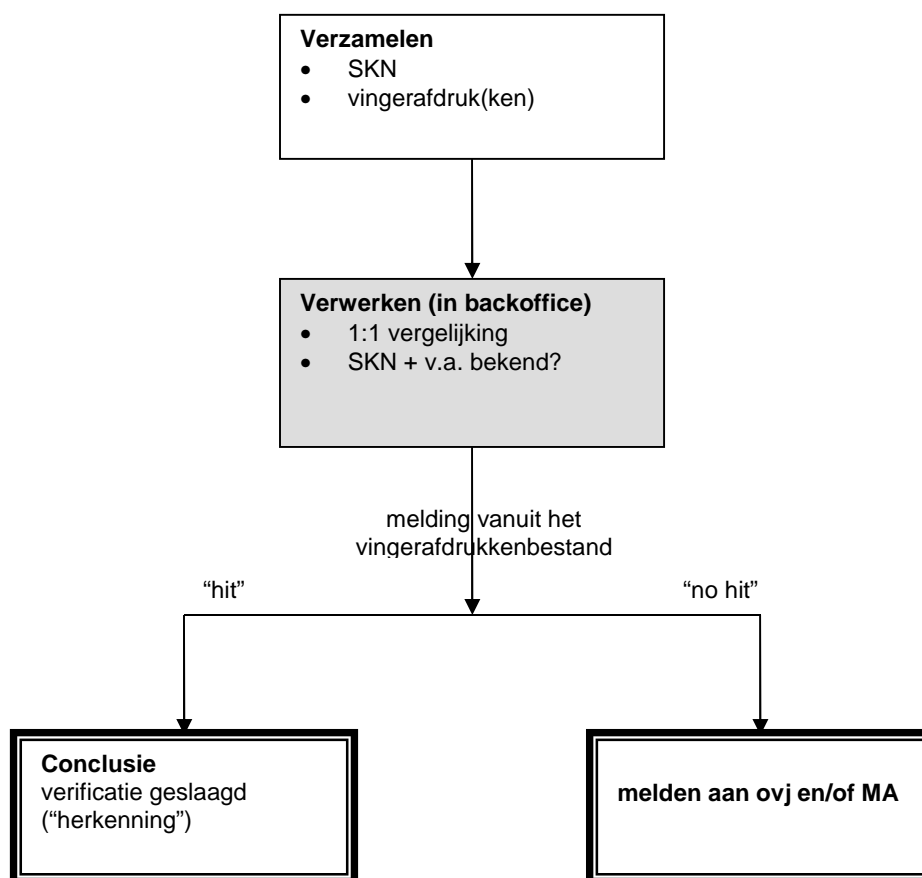 Verzamelen
• SKN
• vingerafdruk(ken)
Verwerken (in backoffice)
• 1:1 vergelijking
• SKN + v.a. bekend?
melding vanuit het
vingerafdrukkenbestand
“hit”
“no hit”
Conclusie
verificatie geslaagd
(“herkenning”)
melden aan ovj en/of MA